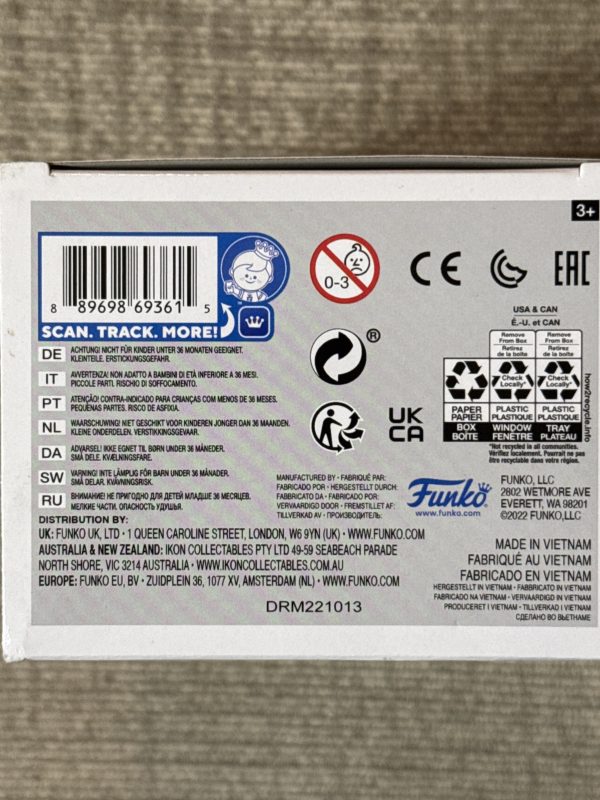 3+
8 89698 69361 5
SCAN. TRACK. MORE!
0-3
CE
EAC
®
UK
CA
USA & CAN
É.-U. et CAN
Remove From Box
Retirez de la boîte
Remove From Box
Retirez de la boîte
Check Locally*
Check Locally*
PAPER
PAPIER
PLASTIC
PLASTIQUE
PLASTIC
PLASTIQUE
BOX
BOÎTE
WINDOW
FENÊTRE
TRAY
PLATEAU
how2recycle.info
*Not recycled in all communities.
Vérifiez localement. Pourrait ne pas être recyclable dans votre région.
DE ACHTUNG! NICHT FÜR KINDER UNTER 36 MONATEN GEEIGNET.
KLEINTEILE. ERSTICKUNGSGEFAHR.
IT AVVERTENZA! NON ADATTO A BAMBINI DI ETÀ INFERIORE A 36 MESI.
PICCOLE PARTI. RISCHIO DI SOFFOCAMENTO.
PT ATENÇÃO! CONTRA-INDICADO PARA CRIANÇAS COM MENOS DE 36 MESES.
PEQUENAS PARTES. RISCO DE ASFIXIA.
NL WAARSCHUWING! NIET GESCHIKT VOOR KINDEREN JONGER DAN 36 MAANDEN.
KLEINE ONDERDELEN. VERSTIKKINGSGEVAAR.
DA ADVARSEL! IKKE EGNET TIL BØRN UNDER 36 MÅNEDER.
SMÅ DELE. KVÆLNINGSFARE.
SW VARNING! INTE LÄMPLIG FÖR BARN UNDER 36 MÅNADER.
SMÅ DELAR. KVÄVNINGSRISK.
RU ВНИМАНИЕ! НЕ ПРИГОДНО ДЛЯ ДЕТЕЙ МЛАДШЕ 36 МЕСЯЦЕВ.
МЕЛКИЕ ЧАСТИ. ОПАСНОСТЬ УДУШЬЯ.
MANUFACTURED BY • FABRIQUÉ PAR:
FABRICADO POR • HERGESTELLT DURCH:
FABBRICATO DA • FABRICADO POR:
VERVAARDIGD DOOR • FREMSTILLET AF:
TILLVERKAD AV • ПРОИЗВОДИТЕЛЬ:
Funko
www.funko.com
FUNKO, LLC
2802 WETMORE AVE
EVERETT, WA 98201
©2022 FUNKO, LLC
DISTRIBUTION BY:
UK: FUNKO UK, LTD • 1 QUEEN CAROLINE STREET, LONDON, W6 9YN (UK) • WWW.FUNKO.COM
AUSTRALIA & NEW ZEALAND: IKON COLLECTABLES PTY LTD 49-59 SEABEACH PARADE
NORTH SHORE, VIC 3214 AUSTRALIA • WWW.IKONCOLLECTABLES.COM.AU
EUROPE: FUNKO EU, BV • ZUIDPLEIN 36, 1077 XV, AMSTERDAM (NL) • WWW.FUNKO.COM
MADE IN VIETNAM
FABRIQUÉ AU VIETNAM
FABRICADO EN VIETNAM
HERGESTELLT IN VIETNAM • FABBRICATO IN VIETNAM
FABRICADO NA VIETNAM • VERVAARDIGD IN VIETNAM
PRODUCERET I VIETNAM • TILLVERKAD I VIETNAM
СДЕЛАНО ВО ВЬЕТНАМЕ
DRM221013